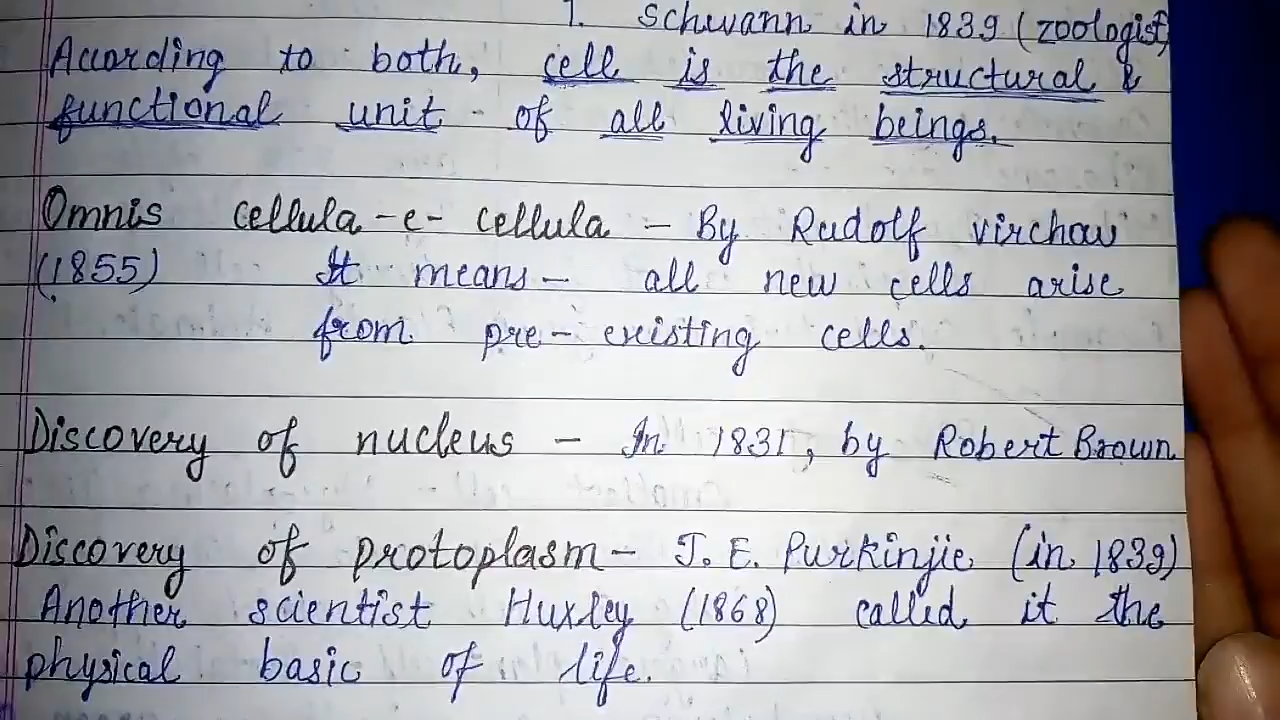 T. Schwann in 1839 (zoologist)
According to both, cell is the structural &
functional unit of all living beings.
Omnis cellula-e-cellula - By Rudolf virchow
(1855) It means- all new cells arise
from pre-existing cells.
Discovery of nucleus - In 1831, by Robert Brown
Discovery of protoplasm- J. E. Purkinjie (in 1839)
Another scientist Huxley (1868) called it the
physical basic of life.